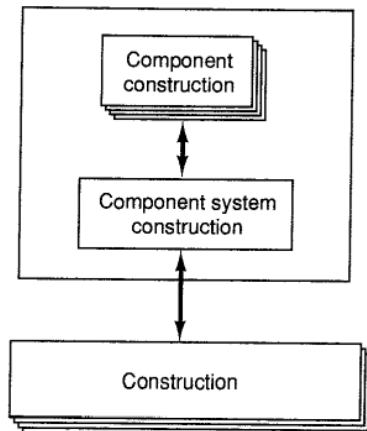 Component
construction
Component system
construction
Construction